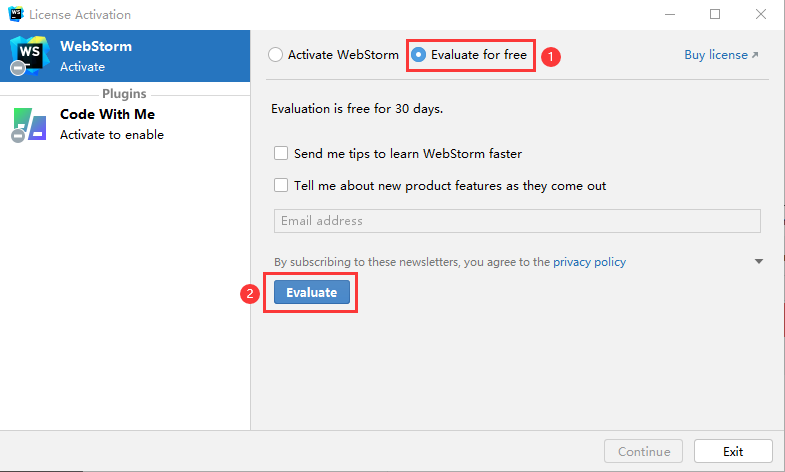 License Activation
WS
WebStorm
Activate
Plugins
Code With Me
Activate to enable
Activate WebStorm
Evaluate for free
1
Buy license
Evaluation is free for 30 days.
Send me tips to learn WebStorm faster
Tell me about new product features as they come out
Email address
By subscribing to these newsletters, you agree to the privacy policy
2
Evaluate
Continue
Exit